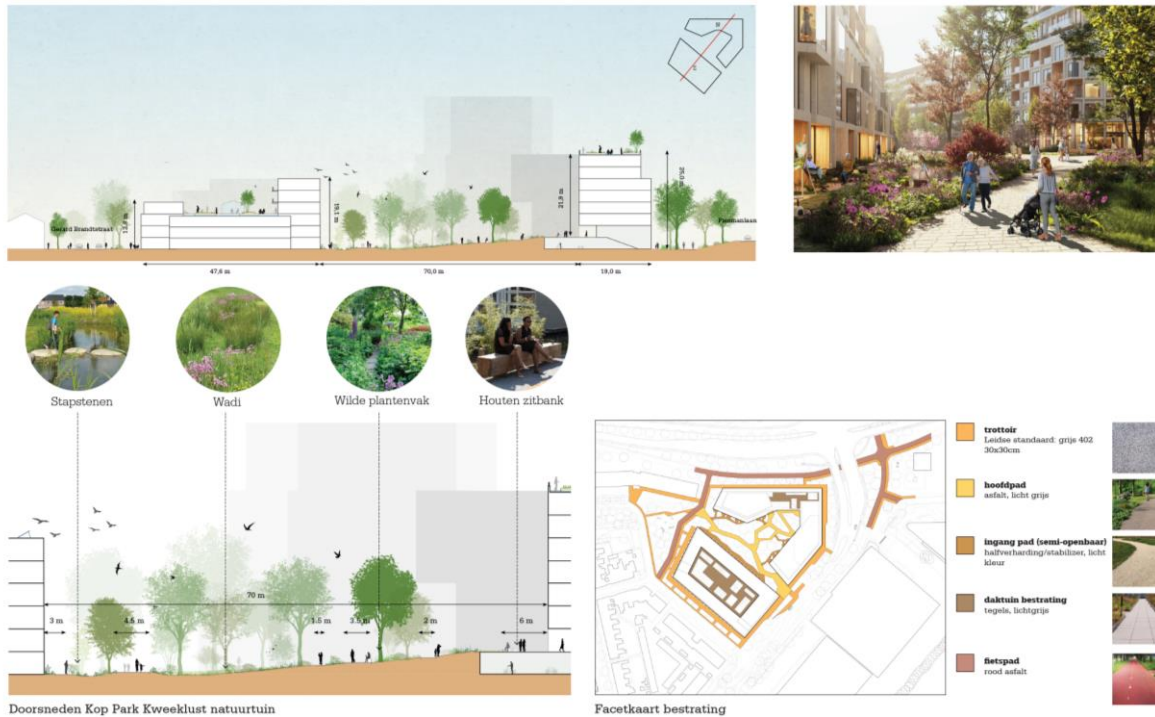 Gerard Brandtstraat
19,1 m
21,9 m
25,0 m
47,6 m
70,0 m
19,0 m
Stapstenen
Wadi
Wilde plantenvak
Houten zitbank
70 m
3 m
4.5 m
1.5 m
3.5 m
2 m
6 m
Doorsneden Kop Park Kweeklust natuurtuin
trottoir
Leidse standaard: grijs 402
30x30cm
hoofdpad
asfalt, licht grijs
ingang pad (semi-openbaar)
halfverharding/stabilizer, licht
kleur
daktuin bestrating
tegels, lichtgrijs
fietspad
rood asfalt
Facetkaart bestrating